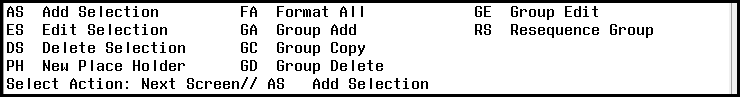 AS  Add Selection          FA  Format All             GE  Group Edit
ES  Edit Selection         GA  Group Add              RS  Resequence Group
DS  Delete Selection       GC  Group Copy
PH  New Place Holder       GD  Group Delete
Select Action: Next Screen// AS   Add Selection